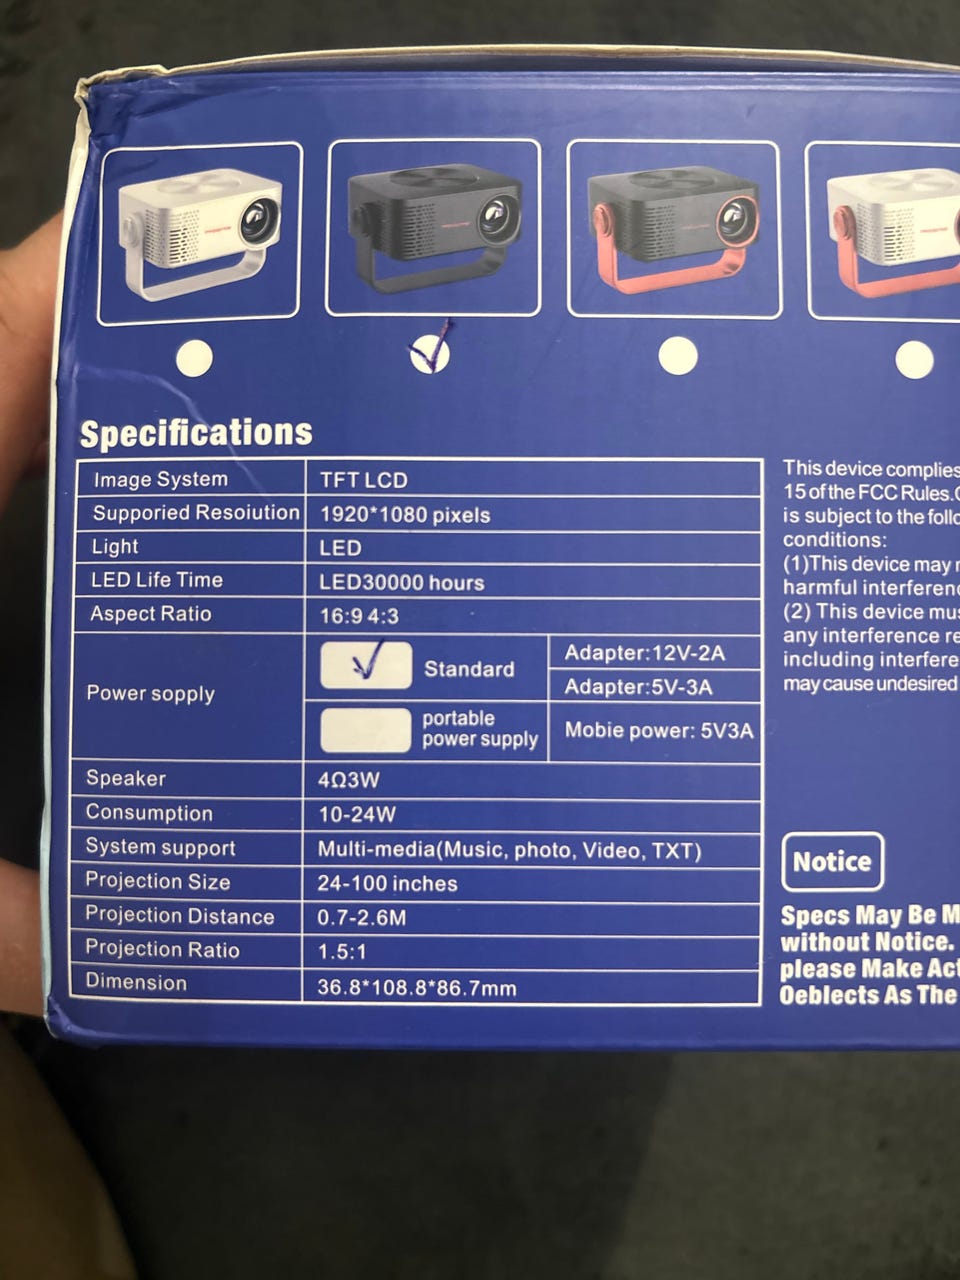 Specifications
Image System TFT LCD
Supporied Resoiution 1920*1080 pixels
Light LED
LED Life Time LED30000 hours
Aspect Ratio 16:9 4:3
Power sopply Standard Adapter:12V-2A
Adapter:5V-3A
portable
power supply Mobie power: 5V3A
Speaker 4Ω3W
Consumption 10-24W
System support Multi-media(Music, photo, Video, TXT)
Projection Size 24-100 inches
Projection Distance 0.7-2.6M
Projection Ratio 1.5:1
Dimension 36.8*108.8*86.7mm
This device complies
15 of the FCC Rules.
is subject to the follo
conditions:
(1)This device may
harmful interferenc
(2) This device mus
any interference re
including interfere
may cause undesired
Notice
Specs May Be M
without Notice.
please Make Act
Oeblects As The